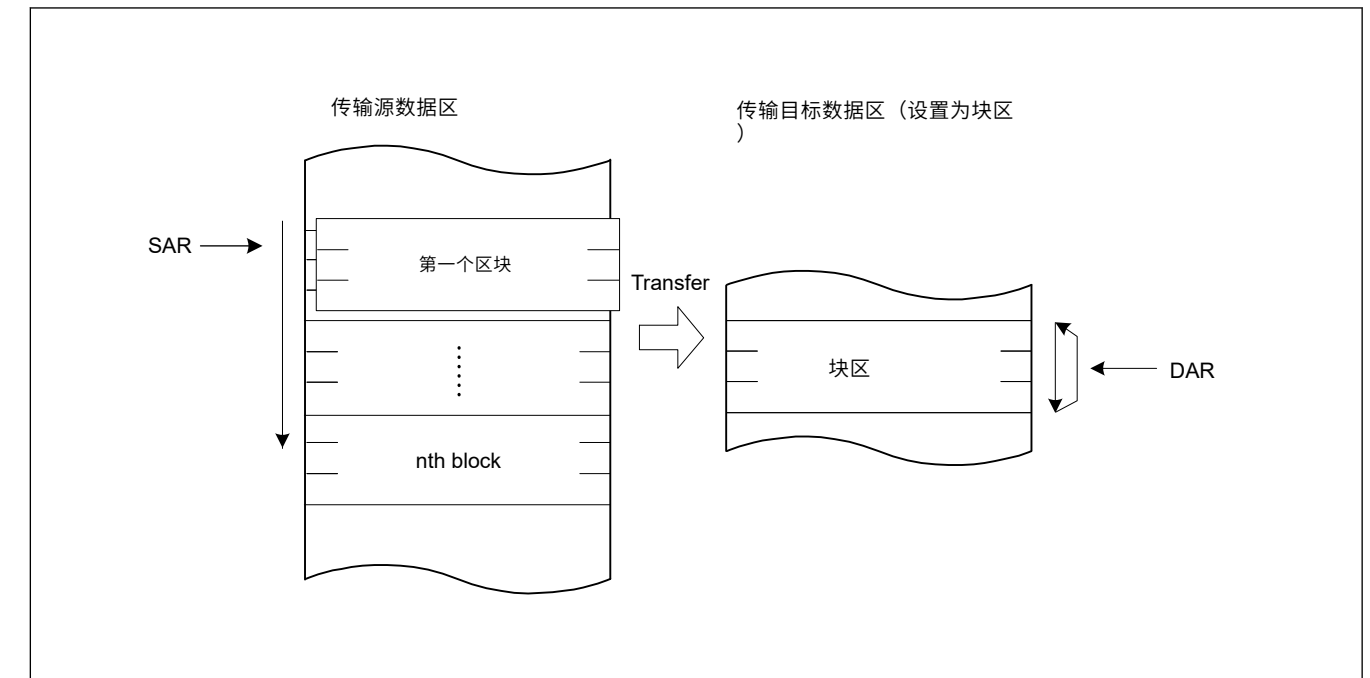 传输源数据区
传输目标数据区（设置为块区
）
SAR
第一个区块
Transfer
块区
DAR
nth block